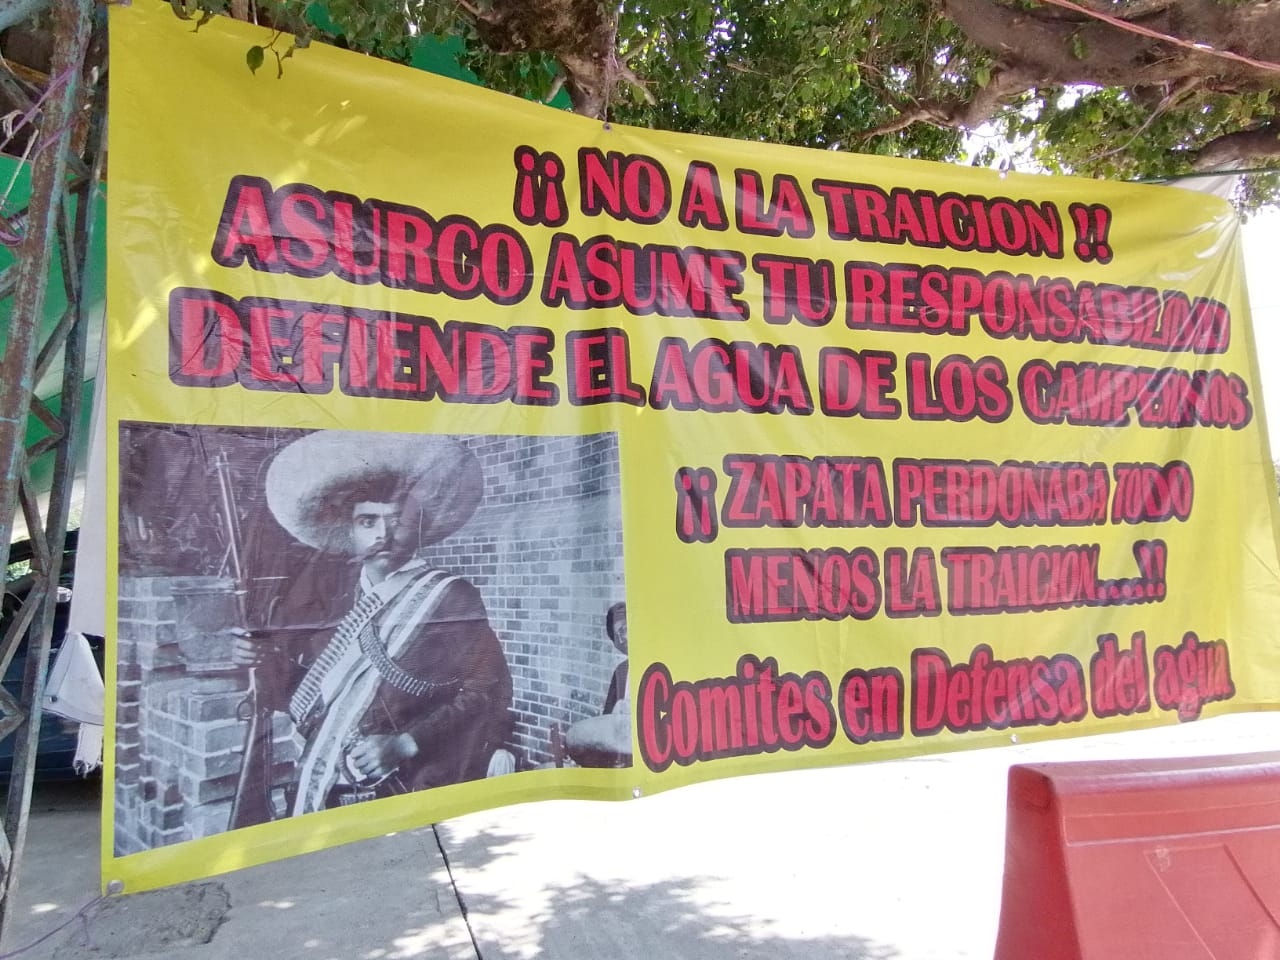 ¡¡ NO A LA TRAICION !!
ASURCO ASUME TU RESPONSABILIDAD
DEFIENDE EL AGUA DE LOS CAMPESINOS
¡¡ ZAPATA PERDONABA TODO
MENOS LA TRAICION.....!!
Comites en Defensa del agua